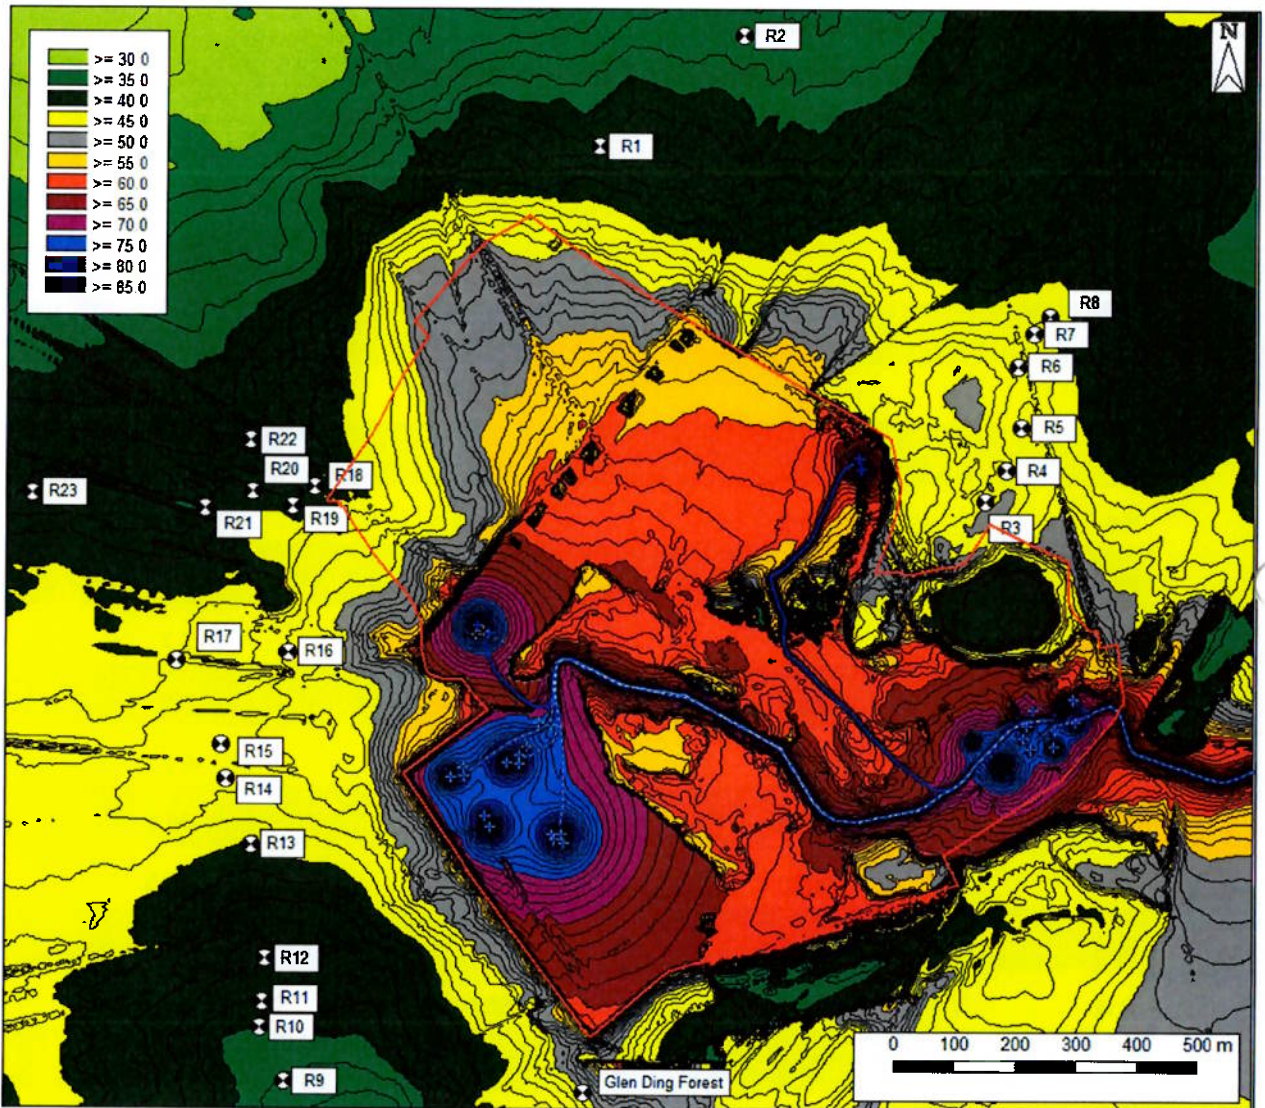 R2
N
>= 30 0
>= 35 0
>= 40 0
>= 45 0
>= 50 0
>= 55 0
>= 60 0
>= 65 0
>= 70 0
>= 75 0
>= 80 0
>= 85 0
R1
R8
R7
R6
R5
R22
R20
R18
R4
R23
R21
R19
R3
R17
R16
R15
R14
R13
R12
R11
R10
R9
Glen Ding Forest
0 100 200 300 400 500 m